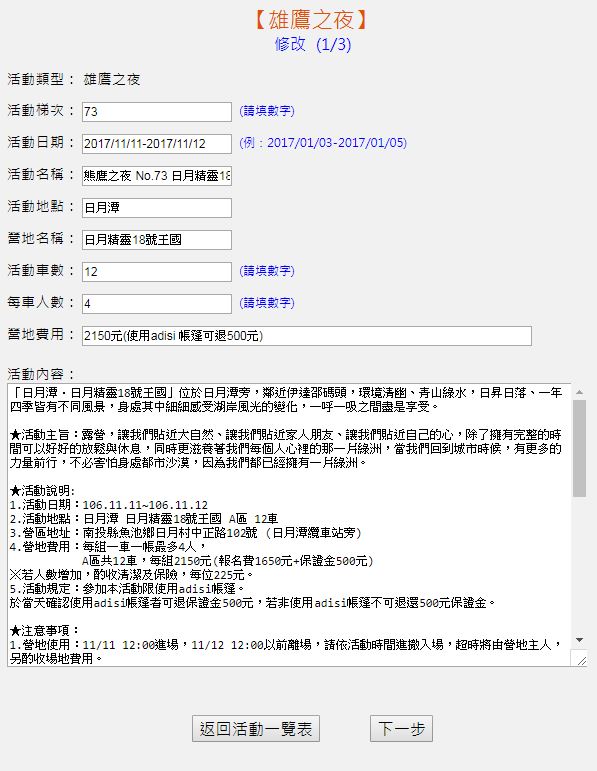 【雄鷹之夜】
修改 (1/3)
活動類型： 雄鷹之夜
活動梯次： 73 (請填數字)
活動日期： 2017/11/11-2017/11/12 (例：2017/01/03-2017/01/05)
活動名稱： 熊鷹之夜 No.73 日月精靈18
活動地點： 日月潭
營地名稱： 日月精靈18號王國
活動車數： 12 (請填數字)
每車人數： 4 (請填數字)
營地費用： 2150元(使用adisi 帳篷可退500元)
活動內容：
「日月潭‧日月精靈18號王國」位於日月潭旁，鄰近伊達邵碼頭，環境清幽、青山綠水，日昇日落、一年
四季皆有不同風景，身處其中細細感受湖岸風光的變化，一呼一吸之間盡是享受。
★活動主旨：露營，讓我們貼近大自然、讓我們貼近家人朋友、讓我們貼近自己的心，除了擁有完整的時
間可以好好的放鬆與休息，同時更滋養著我們每個人心裡的那一片綠洲，當我們回到城市時候，有更多的
力量前行，不必害怕身處都市沙漠，因為我們都已經擁有一片綠洲。
★活動說明:
1.活動日期：106.11.11~106.11.12
2.活動地點：日月潭 日月精靈18號王國 A區 12車
3.營區地址：南投縣魚池鄉日月村中正路102號 (日月潭纜車站旁)
4.營地費用：每組一車一帳最多4人，
A區共12車，每組2150元(報名費1650元+保證金500元)
※若人數增加，酌收清潔及保險，每位225元。
5.活動規定：參加本活動限使用adisi帳篷。
於當天確認使用adisi帳篷者可退保證金500元，若非使用adisi帳篷不可退還500元保證金。
★注意事項：
1.營地使用：11/11 12:00進場，11/12 12:00以前離場，請依活動時間進撤入場，超時將由營地主人，
另酌收場地費用。
返回活動一覽表 下一步